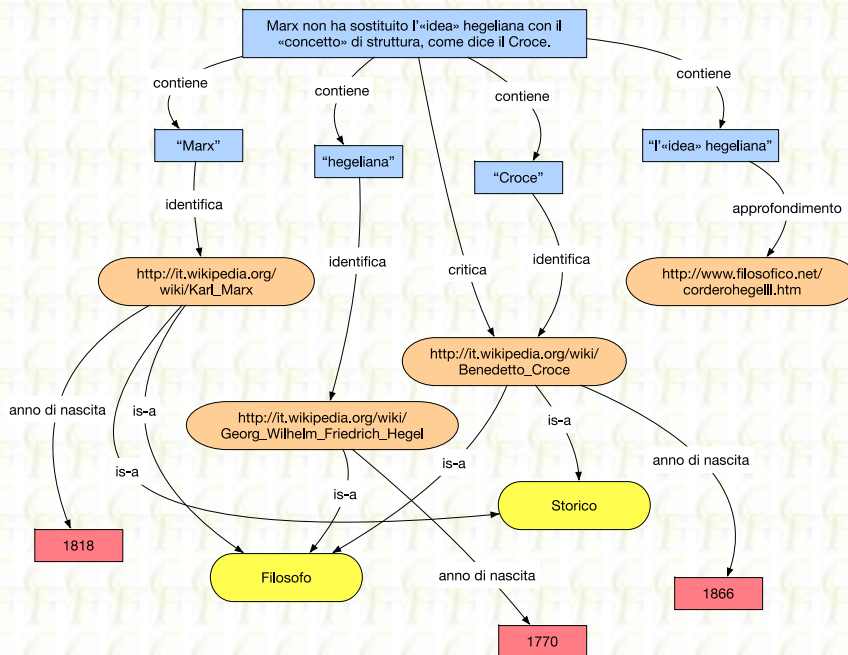 Marx non ha sostituito l'«idea» hegeliana con il
«concetto» di struttura, come dice il Croce.
contiene
contiene
contiene
contiene
“Marx”
“hegeliana”
“Croce”
“l'«idea» hegeliana”
identifica
identifica
critica
identifica
approfondimento
http://it.wikipedia.org/
wiki/Karl_Marx
http://www.filosofico.net/
corderohegelIl.htm
http://it.wikipedia.org/wiki/
Benedetto_Croce
http://it.wikipedia.org/wiki/
Georg_Wilhelm_Friedrich_Hegel
anno di nascita
is-a
is-a
is-a
is-a
is-a
anno di nascita
Storico
1818
Filosofo
anno di nascita
1866
1770